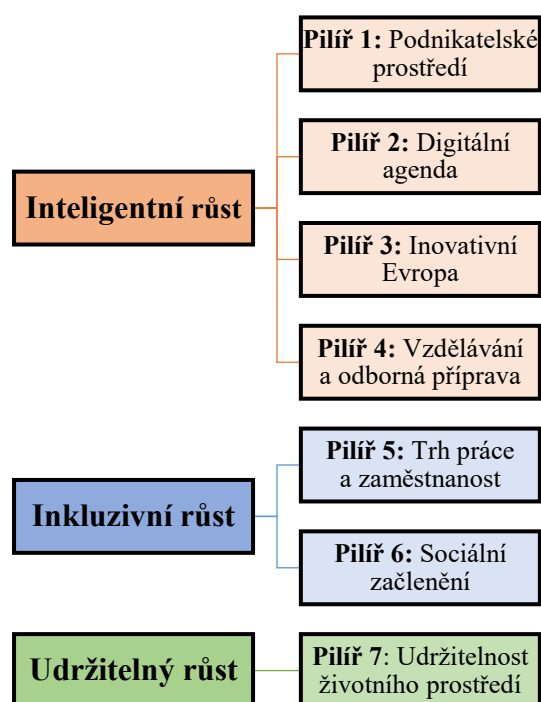 Inteligentní růst
Pilíř 1: Podnikatelské
prostředí
Pilíř 2: Digitální
agenda
Pilíř 3: Inovativní
Evropa
Pilíř 4: Vzdělávání
a odborná příprava
Inkluzivní růst
Pilíř 5: Trh práce
a zaměstnanost
Pilíř 6: Sociální
začlenění
Udržitelný růst
Pilíř 7: Udržitelnost
životního prostředí